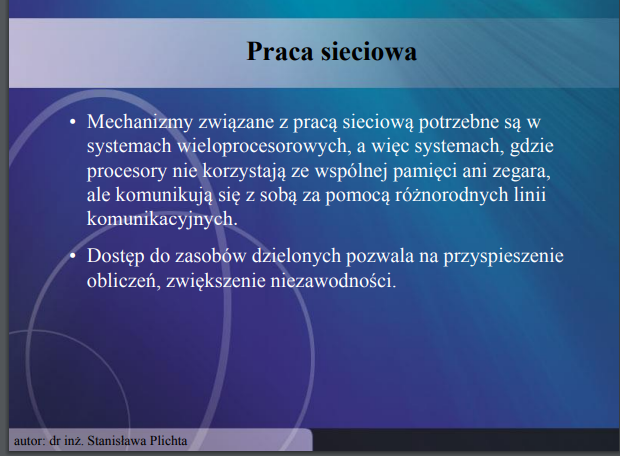 Praca sieciowa
• Mechanizmy związane z pracą sieciową potrzebne są w
systemach wieloprocesorowych, a więc systemach, gdzie
procesory nie korzystają ze wspólnej pamięci ani zegara,
ale komunikują się z sobą za pomocą różnorodnych linii
komunikacyjnych.
• Dostęp do zasobów dzielonych pozwala na przyspieszenie
obliczeń, zwiększenie niezawodności.
autor: dr inż. Stanisława Plichta